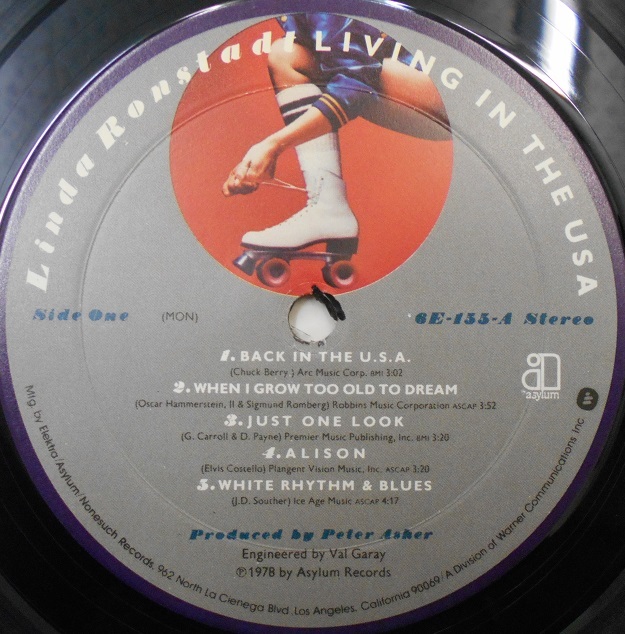 Linda Ronstadt LIVING IN THE USA
Side One (MON) 6E-155-A Stereo
1. BACK IN THE U.S.A.
(Chuck Berry ) Arc Music Corp. BMI 3:02
2. WHEN I GROW TOO OLD TO DREAM
(Oscar Hammerstein, II & Sigmund Romberg) Robbins Music Corporation ASCAP 3:52
3. JUST ONE LOOK
(G. Carroll & D. Payne) Premier Music Publishing, Inc. BMI 3:20
4. ALISON
(Elvis Costello) Plangent Vision Music, Inc. ASCAP 3:20
5. WHITE RHYTHM & BLUES
(J.D. Souther) Ice Age Music ASCAP 4:17
asylum
Produced by Peter Asher
Engineered by Val Garay
℗1978 by Asylum Records
Mfg. by Elektra/Asylum/Nonesuch Records, 962 North La Cienega Blvd. Los Angeles, California 90069/A Division of Warner Communications Inc